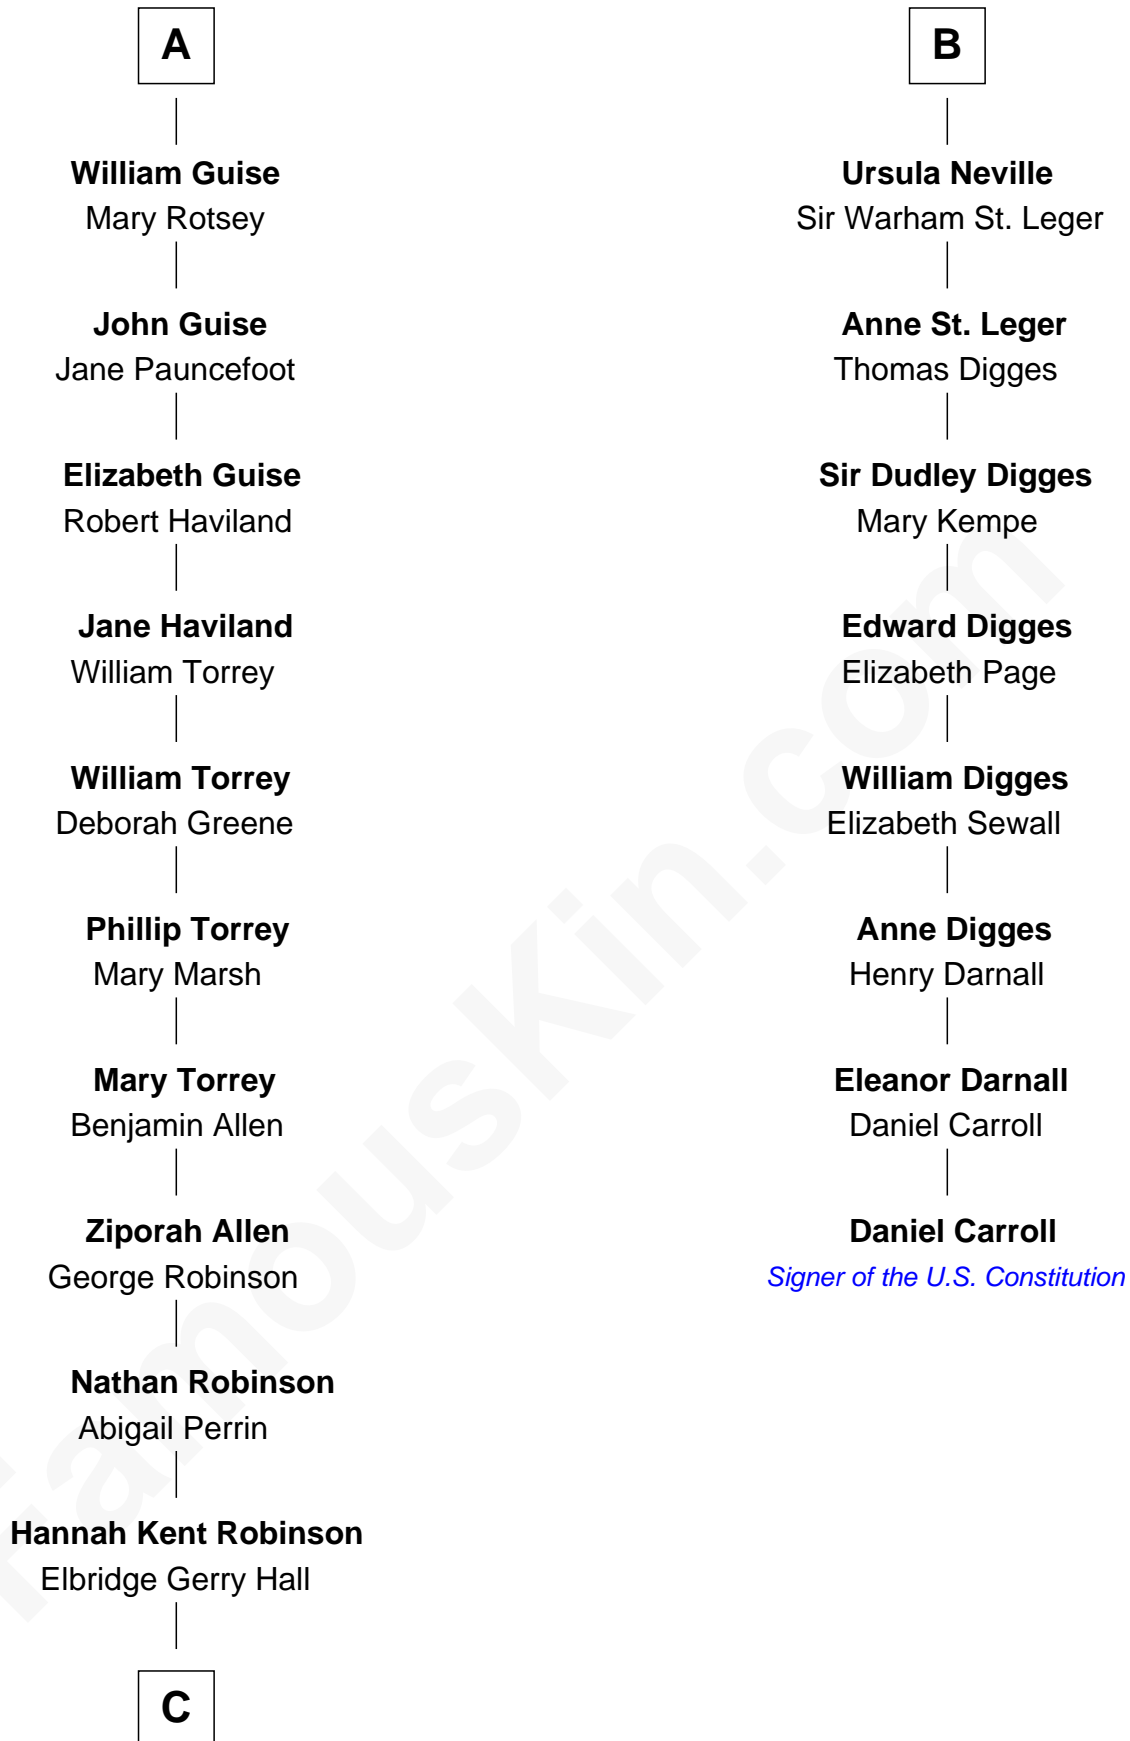 A
William Guise
Mary Rotsey
John Guise
Jane Pauncefoot
Elizabeth Guise
Robert Haviland
Jane Haviland
William Torrey
William Torrey
Deborah Greene
Phillip Torrey
Mary Marsh
Mary Torrey
Benjamin Allen
Ziporah Allen
George Robinson
Nathan Robinson
Abigail Perrin
Hannah Kent Robinson
Elbridge Gerry Hall
C
B
Ursula Neville
Sir Warham St. Leger
Anne St. Leger
Thomas Digges
Sir Dudley Digges
Mary Kempe
Edward Digges
Elizabeth Page
William Digges
Elizabeth Sewall
Anne Digges
Henry Darnall
Eleanor Darnall
Daniel Carroll
Daniel Carroll
Signer of the U.S. Constitution
FamousKin.com